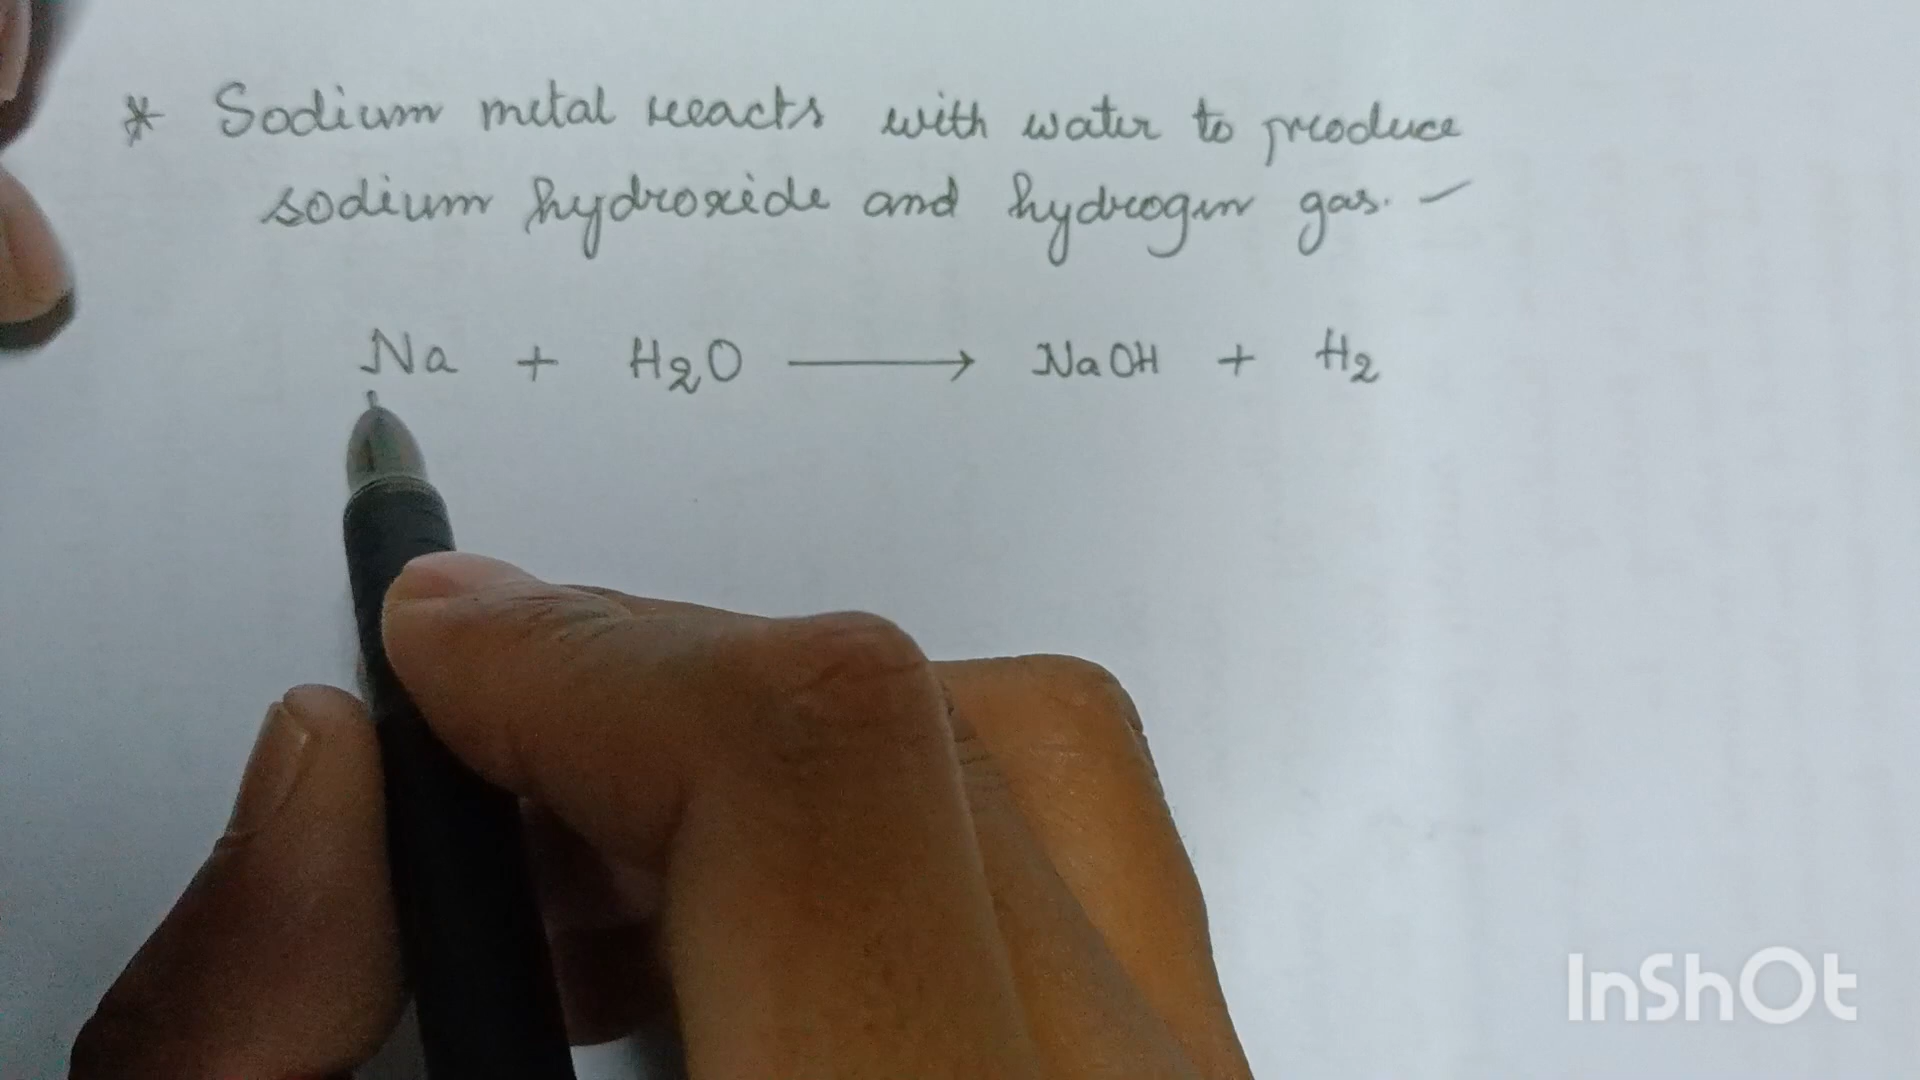 * Sodium metal reacts with water to produce
sodium hydroxide and hydrogen gas. -
Na + H₂O ⟶ NaOH + H₂
InShOt